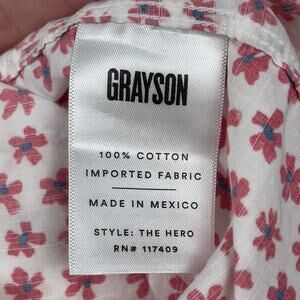 GRAYSON
100% COTTON
IMPORTED FABRIC
MADE IN MEXICO
STYLE: THE HERO
RN# 117409